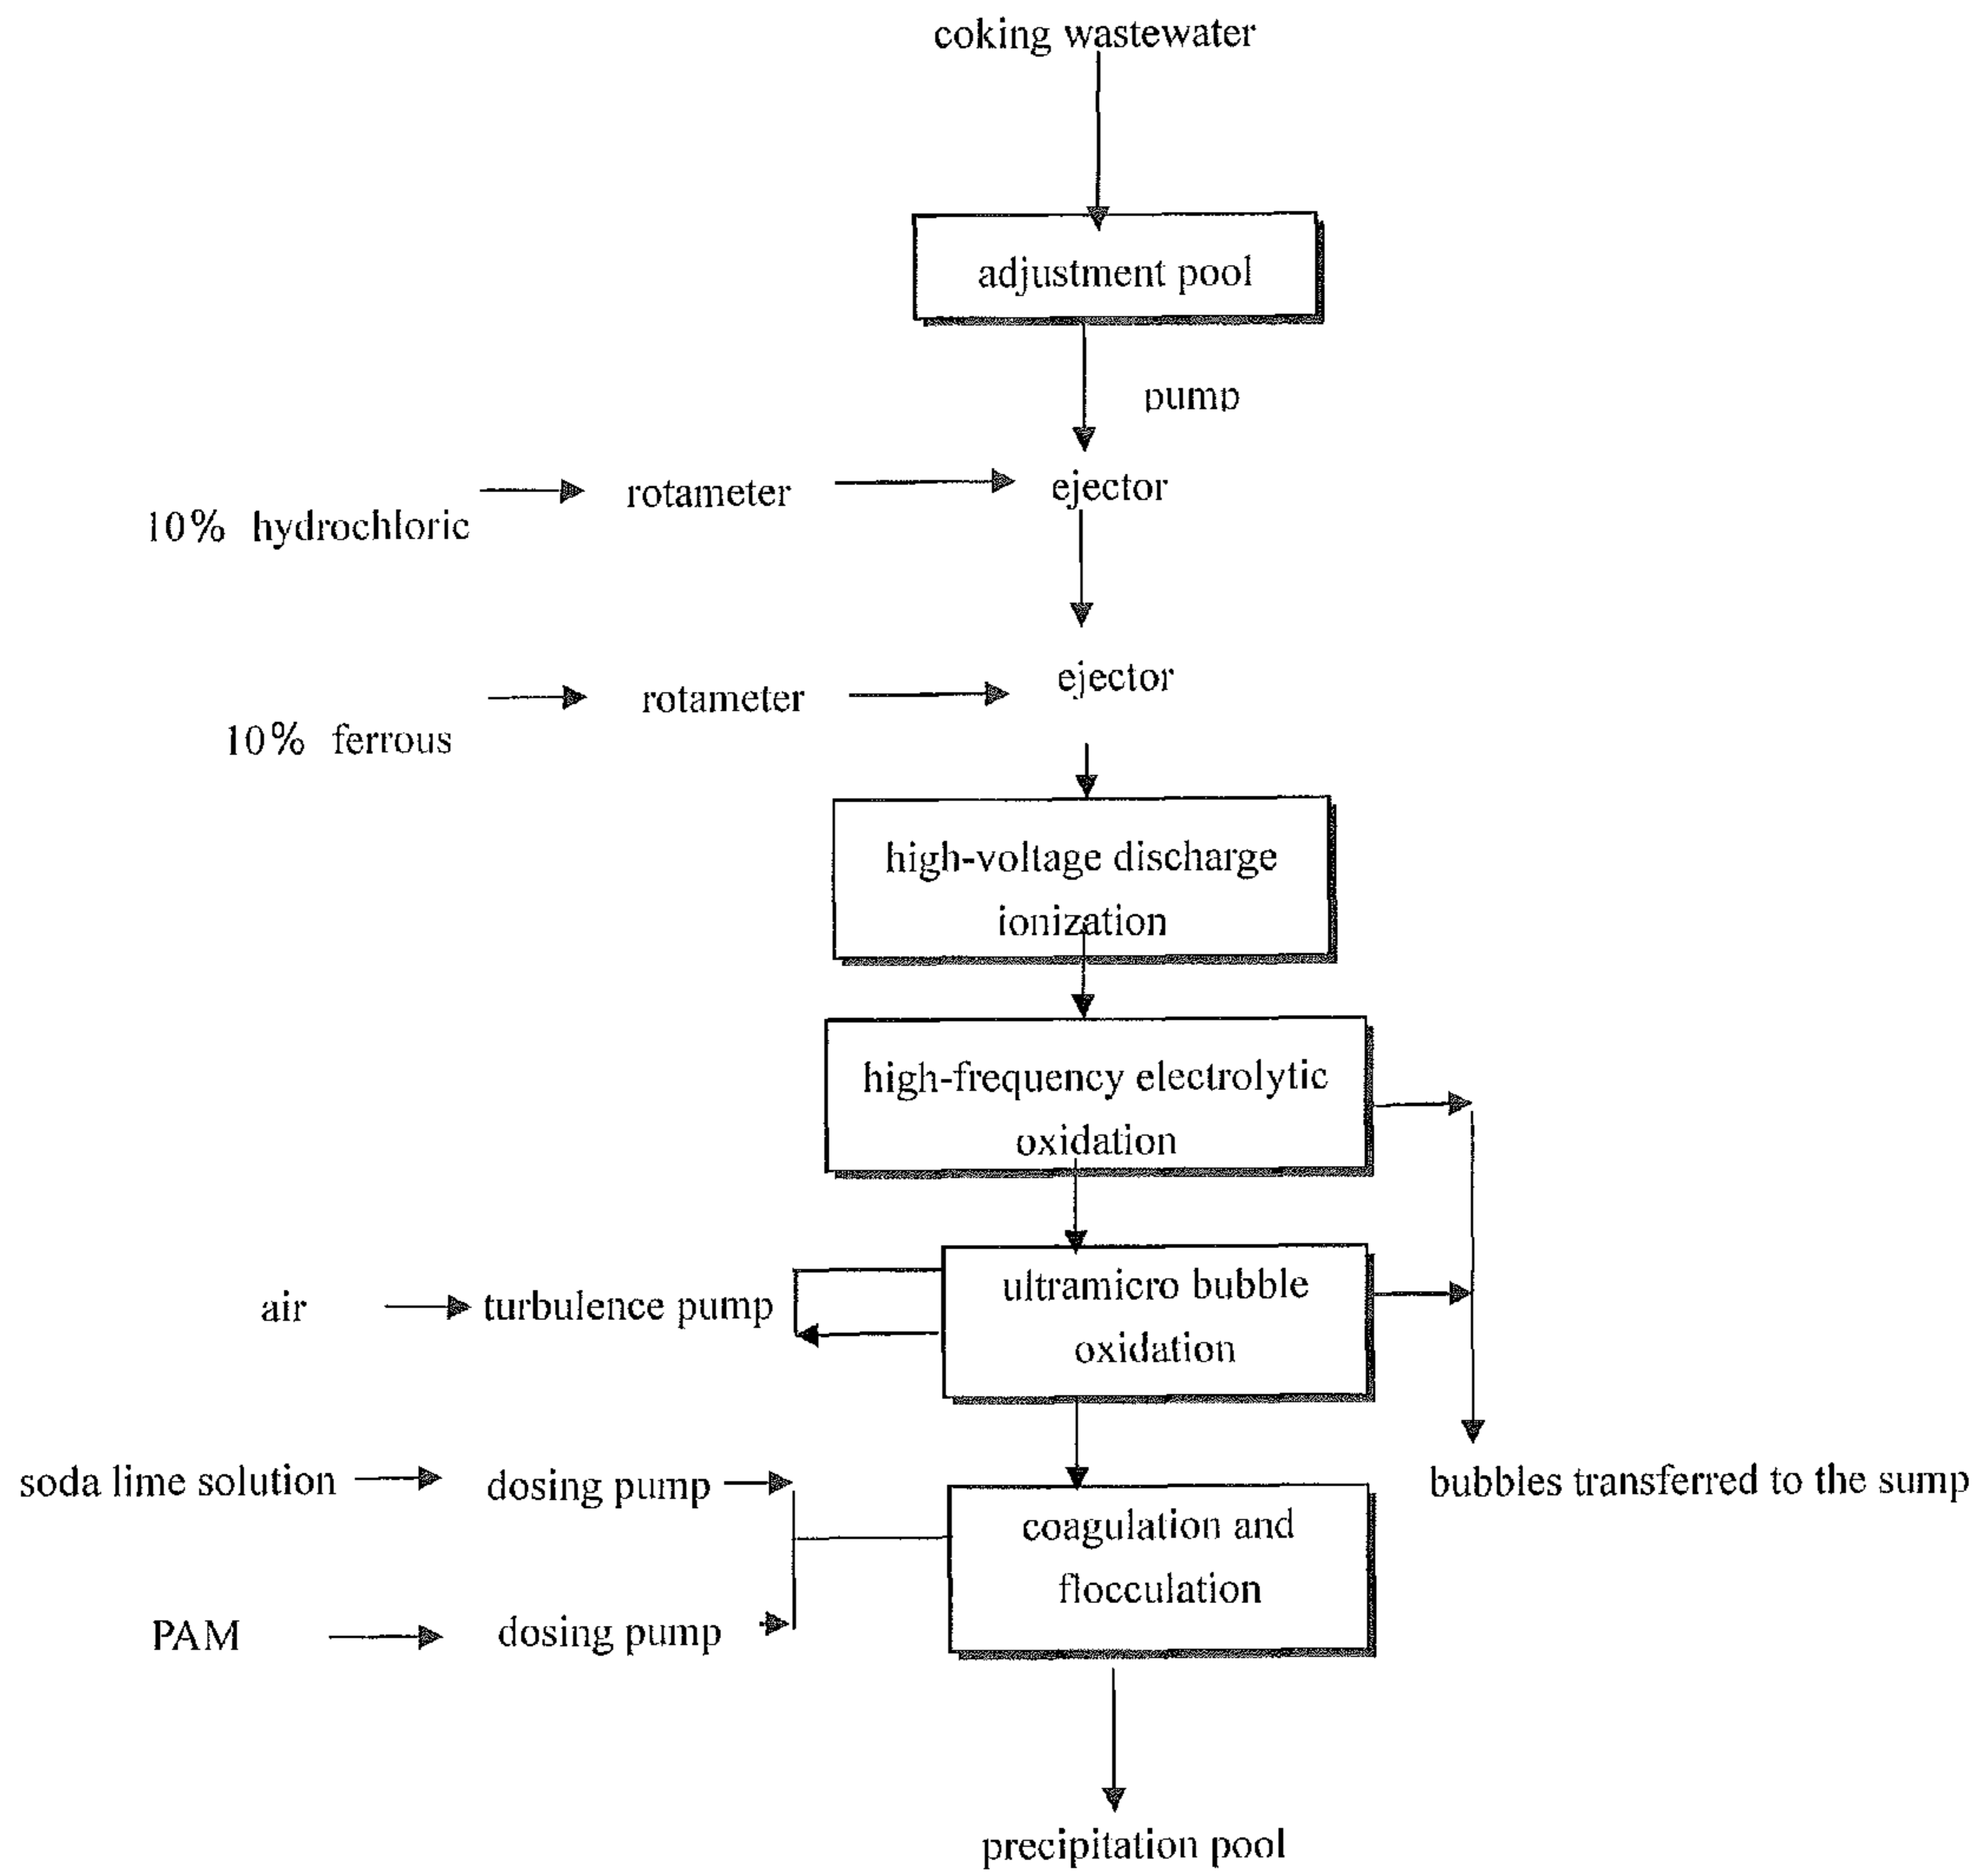 coking wastewater
adjustment pool
pump
rotameter
ejector
10% hydrochloric
ejector
rotameter
10% ferrous
high-voltage discharge
ionization
high-frequency electrolytic
oxidation
ultramicro bubble
oxidation
air
turbulence pump
soda lime solution
dosing pump
bubbles transferred to the sump
coagulation and
flocculation
PAM
dosing pump
precipitation pool